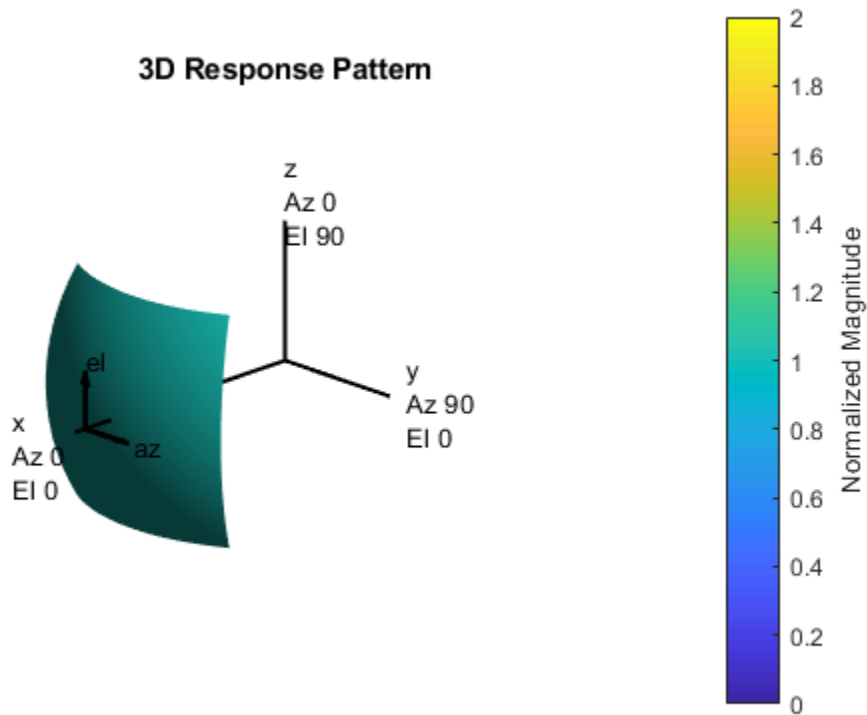 3D Response Pattern
z
Az 0
El 90
el
az
x
Az 0
El 0
y
Az 90
El 0
2
1.8
1.6
1.4
1.2
1
0.8
0.6
0.4
0.2
0
Normalized Magnitude